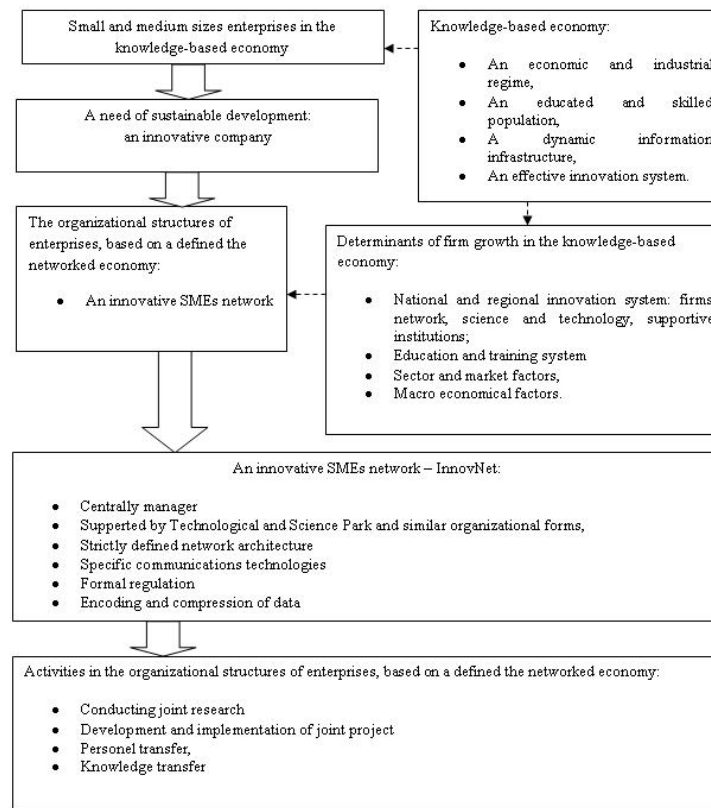 Small and medium sizes enterprises in the
knowledge-based economy
Knowledge-based economy:
• An economic and industrial
regime,
• An educated and skilled
population,
• A dynamic information
infrastructure,
• An effective innovation system.
A need of sustainable development:
an innovative company
The organizational structures of
enterprises, based on a defined the
networked economy:
• An innovative SMEs network
Determinants of firm growth in the knowledge-based
economy:
• National and regional innovation system: firms
network, science and technology, supportive
institutions;
• Education and training system
• Sector and market factors,
• Macro economical factors.
An innovative SMEs network – InnovNet:
• Centrally manager
• Supperted by Technological and Science Park and similar organizational forms,
• Strictly defined network architecture
• Specific communications technologies
• Formal regulation
• Encoding and compression of data
Activities in the organizational structures of enterprises, based on a defined the networked economy:
• Conducting joint research
• Development and implementation of joint project
• Personel transfer,
• Knowledge transfer